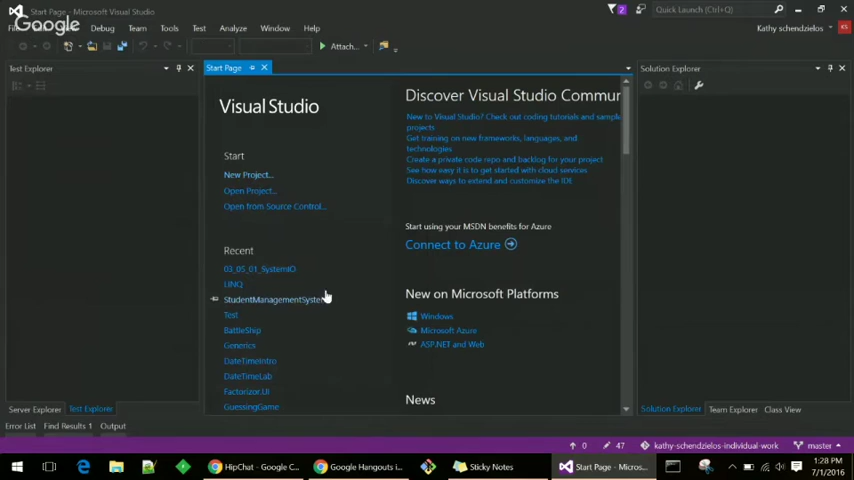 Start Page - Microsoft Visual Studio
Google
Debug Team Tools Test Analyze Window Help
2
Quick Launch (Ctrl+Q)
Kathy schendzielos
KS
Attach...
Test Explorer
Start Page
Solution Explorer
Visual Studio
Start
New Project...
Open Project...
Open from Source Control...
Recent
03_05_01_SystemIO
LINQ
StudentManagementSyste
Test
BattleShip
Generics
DateTimeIntro
DateTimeLab
Factorizor.UI
GuessingGame
Discover Visual Studio Commun
New to Visual Studio? Check out coding tutorials and sample
projects
Get training on new frameworks, languages, and
technologies
Create a private code repo and backlog for your project
See how easy it is to get started with cloud services
Discover ways to extend and customize the IDE
Start using your MSDN benefits for Azure
Connect to Azure
New on Microsoft Platforms
Windows
Microsoft Azure
ASP.NET and Web
News
Server Explorer Test Explorer
Solution Explorer Team Explorer Class View
Error List Find Results 1 Output
0 47 kathy-schendzielos-individual-work master
HipChat - Google C...
Google Hangouts i...
Sticky Notes
Start Page - Micros...
1:28 PM
7/1/2016